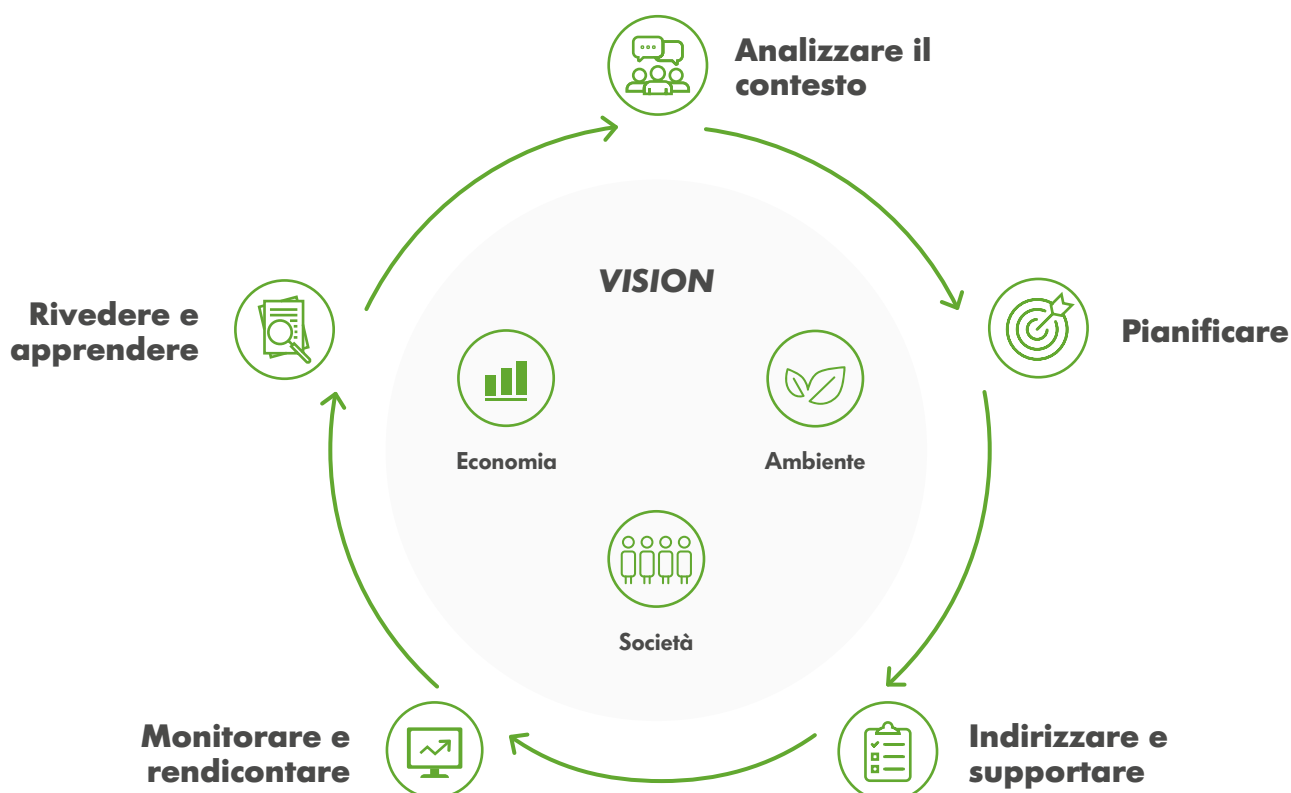 Analizzare il
contesto
VISION
Rivedere e
apprendere
Pianificare
Economia
Ambiente
Società
Monitorare e
rendicontare
Indirizzare e
supportare